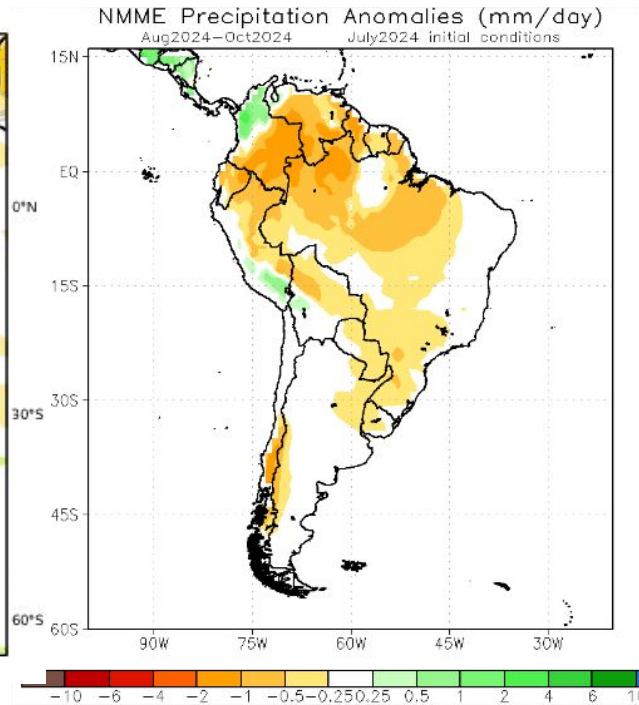 NMME Precipitation Anomalies (mm/day)
Aug2024-Oct2024 July2024 initial conditions
15N
EQ
0°N
15S
30S
30°S
45S
60°S
60S
90W 75W 60W 45W 30W
-10 -6 -4 -2 -1 -0.5 -0.25 0.25 0.5 1 2 4 6 10